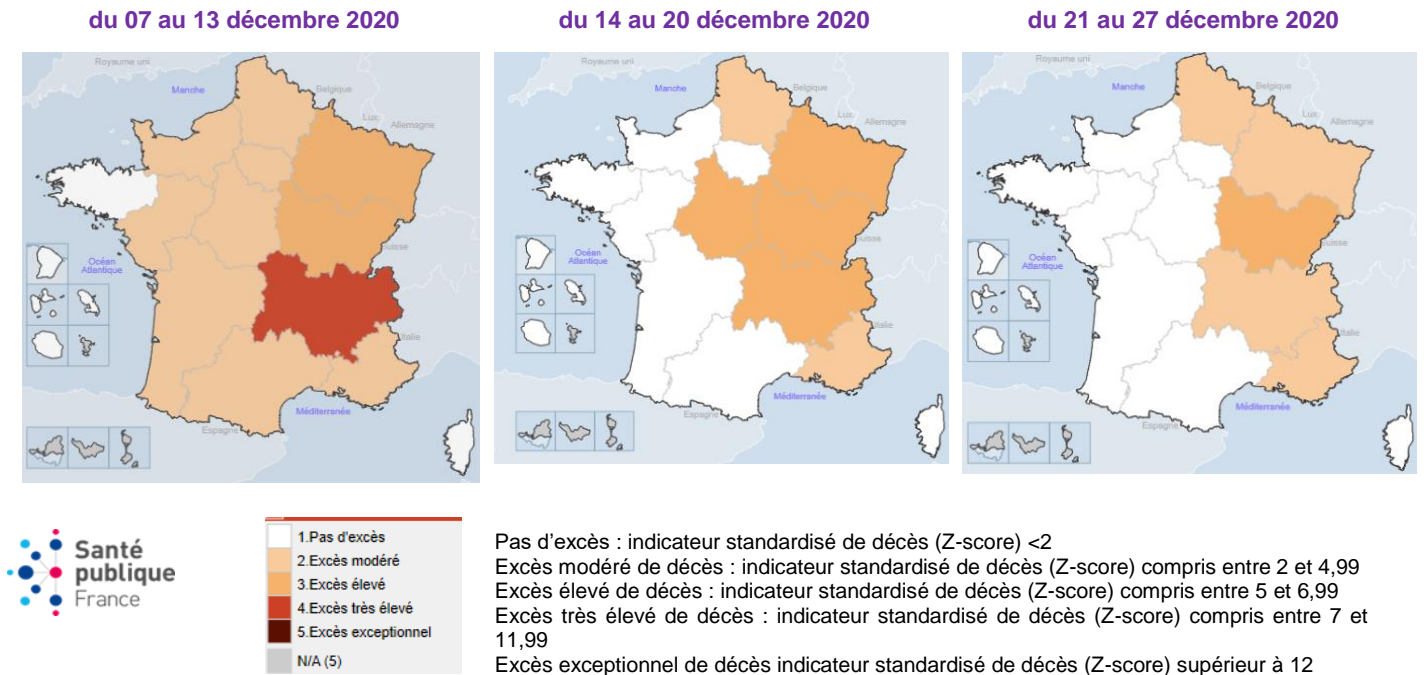 du 07 au 13 décembre 2020
du 14 au 20 décembre 2020
du 21 au 27 décembre 2020
Royaume uni
Manche
Belgique
Lux.
Allemagne
Suisse
Océan
Atlantique
Italie
Méditerranée
Espagne
Royaume uni
Manche
Belgique
Lux.
Allemagne
Suisse
Océan
Atlantique
Italie
Méditerranée
Espagne
Royaume uni
Manche
Belgique
Lux.
Allemagne
Suisse
Océan
Atlantique
Italie
Méditerranée
Espagne
Santé
publique
France
1.Pas d'excès
2.Excès modéré
3.Excès élevé
4.Excès très élevé
5.Excès exceptionnel
N/A (5)
Pas d’excès : indicateur standardisé de décès (Z-score) <2
Excès modéré de décès : indicateur standardisé de décès (Z-score) compris entre 2 et 4,99
Excès élevé de décès : indicateur standardisé de décès (Z-score) compris entre 5 et 6,99
Excès très élevé de décès : indicateur standardisé de décès (Z-score) compris entre 7 et
11,99
Excès exceptionnel de décès indicateur standardisé de décès (Z-score) supérieur à 12